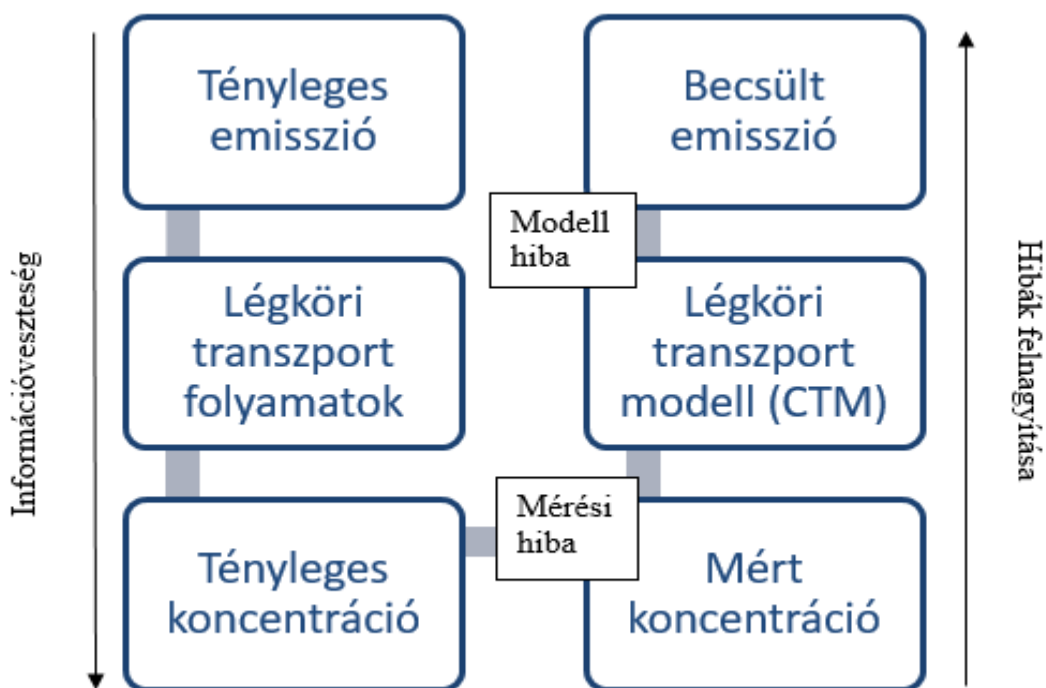 Információveszteség
Tényleges
emisszió
Légköri
transzport
folyamatok
Tényleges
koncentráció
Becsült
emisszió
Modell
hiba
Légköri
transzport
modell (CTM)
Mérési
hiba
Mért
koncentráció
Hibák felnagyítása